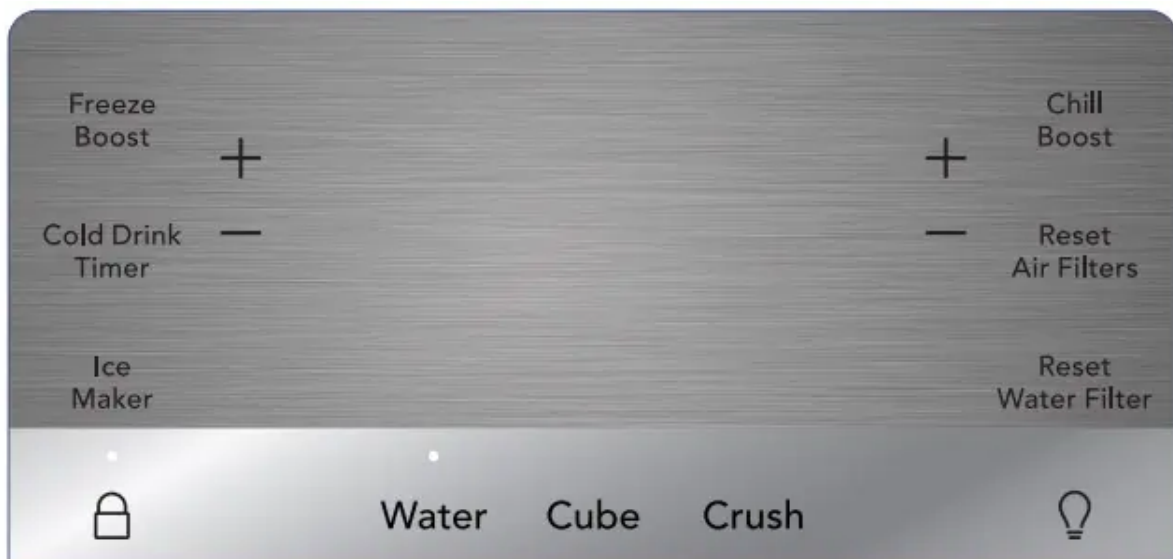 Freeze
Boost
+
Chill
Boost
+
Cold Drink
Timer
−
Reset
Air Filters
−
Ice
Maker
Reset
Water Filter
Water Cube Crush